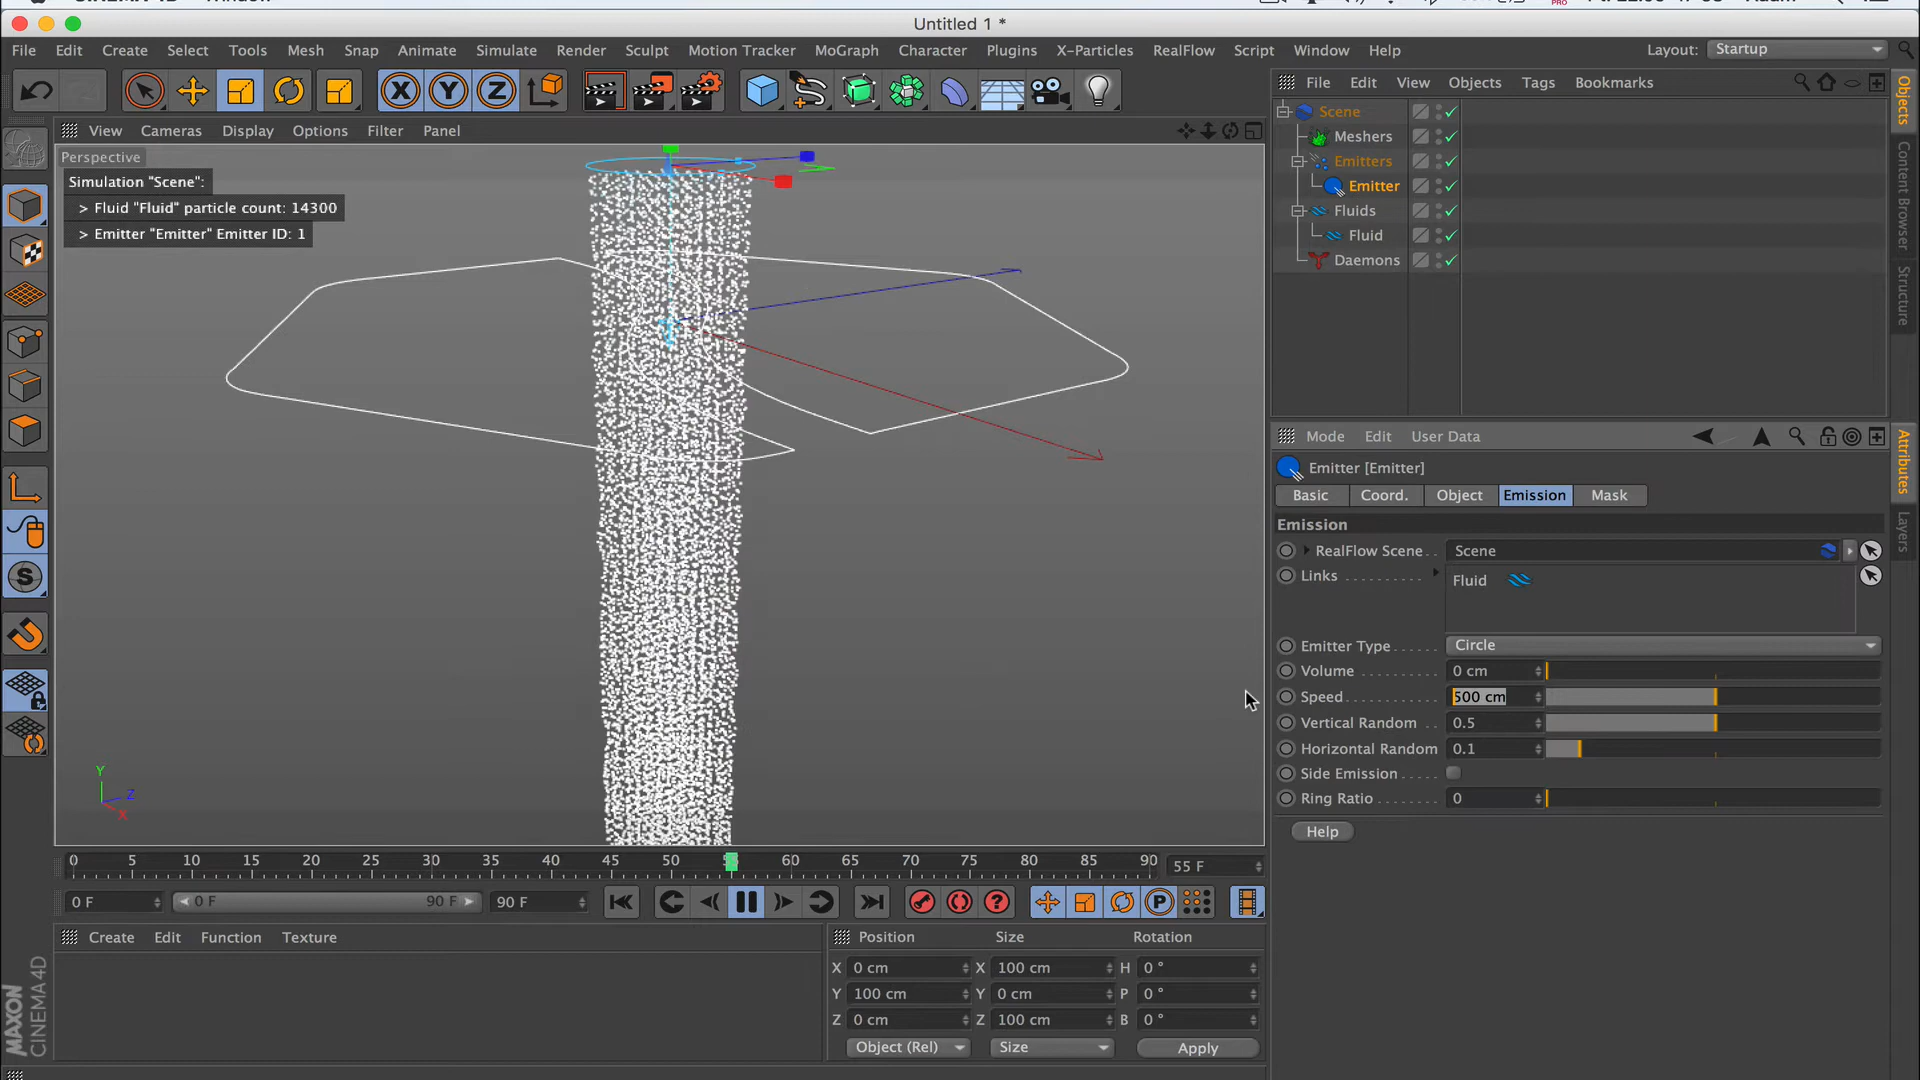 Untitled 1 *
File Edit Create Select Tools Mesh Snap Animate Simulate Render Sculpt Motion Tracker MoGraph Character Plugins X-Particles RealFlow Script Window Help Layout: Startup
File Edit View Objects Tags Bookmarks
Scene
Meshers
Emitters
Emitter
Fluids
Fluid
Daemons
Objects
Content Browser
Structure
View Cameras Display Options Filter Panel
Perspective
Simulation "Scene":
> Fluid "Fluid" particle count: 14300
> Emitter "Emitter" Emitter ID: 1
Y
Z
X
Mode Edit User Data
Emitter [Emitter]
Basic Coord. Object Emission Mask
Emission
RealFlow Scene Scene
Links Fluid
Emitter Type Circle
Volume 0 cm
Speed 500 cm
Vertical Random 0.5
Horizontal Random 0.1
Side Emission
Ring Ratio 0
Help
Attributes
Layers
0 5 10 15 20 25 30 35 40 45 50 60 65 70 75 80 85 90 55 F
0 F 0 F 90 F 90 F
Create Edit Function Texture
Position Size Rotation
X 0 cm X 100 cm H 0 °
Y 100 cm Y 0 cm P 0 °
Z 0 cm Z 100 cm B 0 °
Object (Rel) Size Apply
MAXON
CINEMA4D